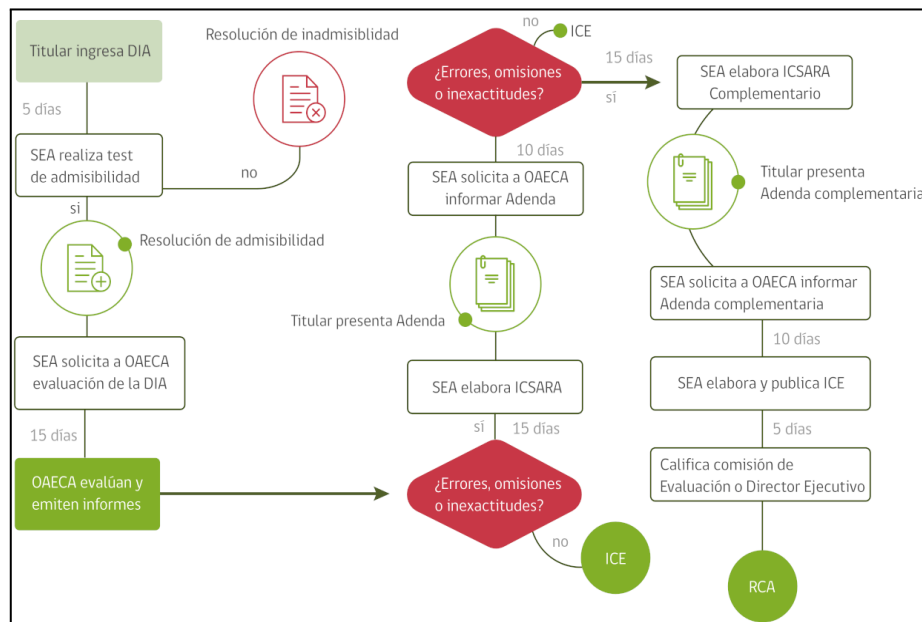 Titular ingresa DIA
5 días
SEA realiza test
de admisibilidad
no
Resolución de inadmisiblidad
si
Resolución de admisibilidad
SEA solicita a OAECA
evaluación de la DIA
15 días
OAECA evalúan y
emiten informes
¿Errores, omisiones
o inexactitudes?
no
ICE
sí
15 días
SEA elabora ICSARA
Titular presenta Adenda
SEA solicita a OAECA
informar Adenda
10 días
¿Errores, omisiones
o inexactitudes?
no
ICE
15 días
sí
SEA elabora ICSARA
Complementario
Titular presenta
Adenda complementaria
SEA solicita a OAECA informar
Adenda complementaria
10 días
SEA elabora y publica ICE
5 días
Califica comisión de
Evaluación o Director Ejecutivo
RCA